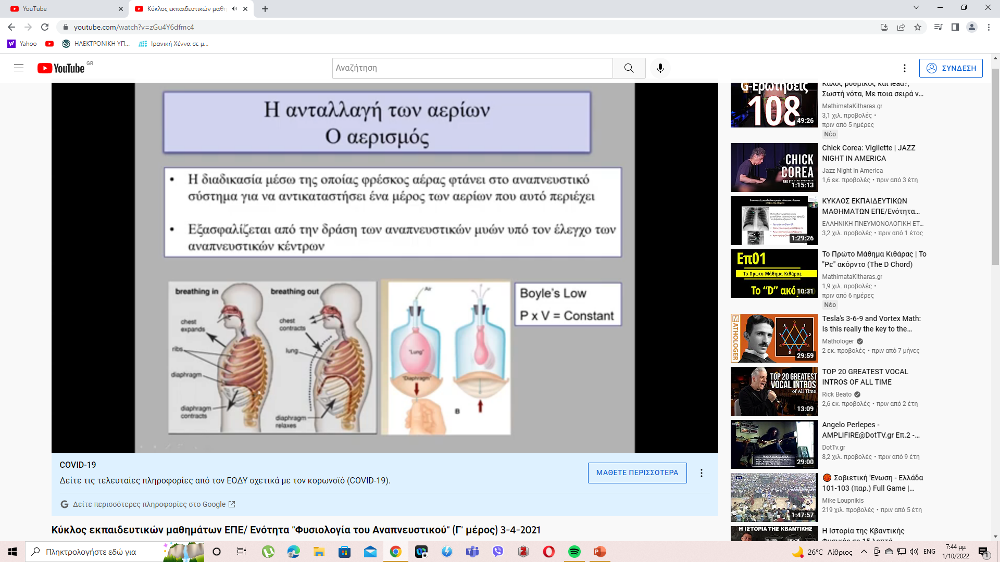 YouTube
Κύκλος εκπαιδευτικών μαθη
youtube.com/watch?v=zGu4Y6dfmc4
Yahoo
ΗΛΕΚΤΡΟΝΙΚΗ ΥΠ...
Ιρανική Χέννα σε μ...
YouTube GR
Αναζήτηση
ΣΥΝΔΕΣΗ
Η ανταλλαγή των αερίων
Ο αερισμός
• Η διαδικασία μέσω της οποίας φρέσκος αέρας φτάνει στο αναπνευστικό
σύστημα για να αντικαταστήσει ένα μέρος των αερίων που αυτό περιέχει
• Εξασφαλίζεται από την δράση των αναπνευστικών μυών υπό τον έλεγχο των
αναπνευστικών κέντρων
breathing in
chest
expands
ribs
diaphragm
diaphragm
contracts
breathing out
chest
contracts
lung
diaphragm
relaxes
Air
"Lung"
"Diaphragm"
B
Boyle's Low
P x V = Constant
COVID-19
Δείτε τις τελευταίες πληροφορίες από τον ΕΟΔΥ σχετικά με τον κορωνοϊό (COVID-19).
ΜΑΘΕΤΕ ΠΕΡΙΣΣΟΤΕΡΑ
Δείτε περισσότερες πληροφορίες στο Google
Κύκλος εκπαιδευτικών μαθημάτων ΕΠΕ/ Ενότητα "Φυσιολογία του Αναπνευστικού" (Γ' μέρος) 3-4-2021
G-Ερωτήσεις
108
49:26
Καλός ρυθμικός και lead?,
Σωστή νότα, Με ποια σειρά ν...
MathimataKitharas.gr
3,1 χιλ. προβολές •
πριν από 5 ημέρες
Νέο
CHICK
COREA
1:15:13
Chick Corea: Vigilette | JAZZ
NIGHT IN AMERICA
Jazz Night in America
1,6 εκ. προβολές • πριν από 3 έτη
1:29:26
ΚΥΚΛΟΣ ΕΚΠΑΙΔΕΥΤΙΚΩΝ
ΜΑΘΗΜΑΤΩΝ ΕΠΕ/Ενότητα...
ΕΛΛΗΝΙΚΗ ΠΝΕΥΜΟΝΟΛΟΓΙΚΗ ΕΤ...
3,2 χιλ. προβολές • πριν από 1 έτος
Επ01
Το Πρώτο Μάθημα Κιθάρας
Το "D" ακό
10:31
Το Πρώτο Μάθημα Κιθάρας | Το
"Ρε" ακόρντο (The D Chord)
MathimataKitharas.gr
1,9 χιλ. προβολές •
πριν από 6 ημέρες
Νέο
MATHOLOGER
29:59
Tesla's 3-6-9 and Vortex Math:
Is this really the key to the...
Mathologer
2 εκ. προβολές • πριν από 7 μήνες
TOP 20 GREATEST
VOCAL INTROS
of All Time
13:09
TOP 20 GREATEST VOCAL
INTROS OF ALL TIME
Rick Beato
2,6 εκ. προβολές • πριν από 2 έτη
29:00
Angelo Perlepes -
AMPLIFIRE@DotTV.gr Επ.2 -...
DotTv.gr
8,2 χιλ. προβολές • πριν από 9 έτη
1:47:57
Σοβιετική Ένωση - Ελλάδα
101-103 (παρ.) Full Game |...
Mike Loupnikis
219 χιλ. προβολές • πριν από 5 έτη
Η ΙΣΤΟΡΙΑ ΤΗΣ ΚΒΑΝΤΙΚΗΣ
Η Ιστορία της Κβαντικής
Φυσικής σε 15 λεπτά
Πληκτρολογήστε εδώ για
26°C Αίθριος
ENG
7:44 μμ
1/10/2022
1